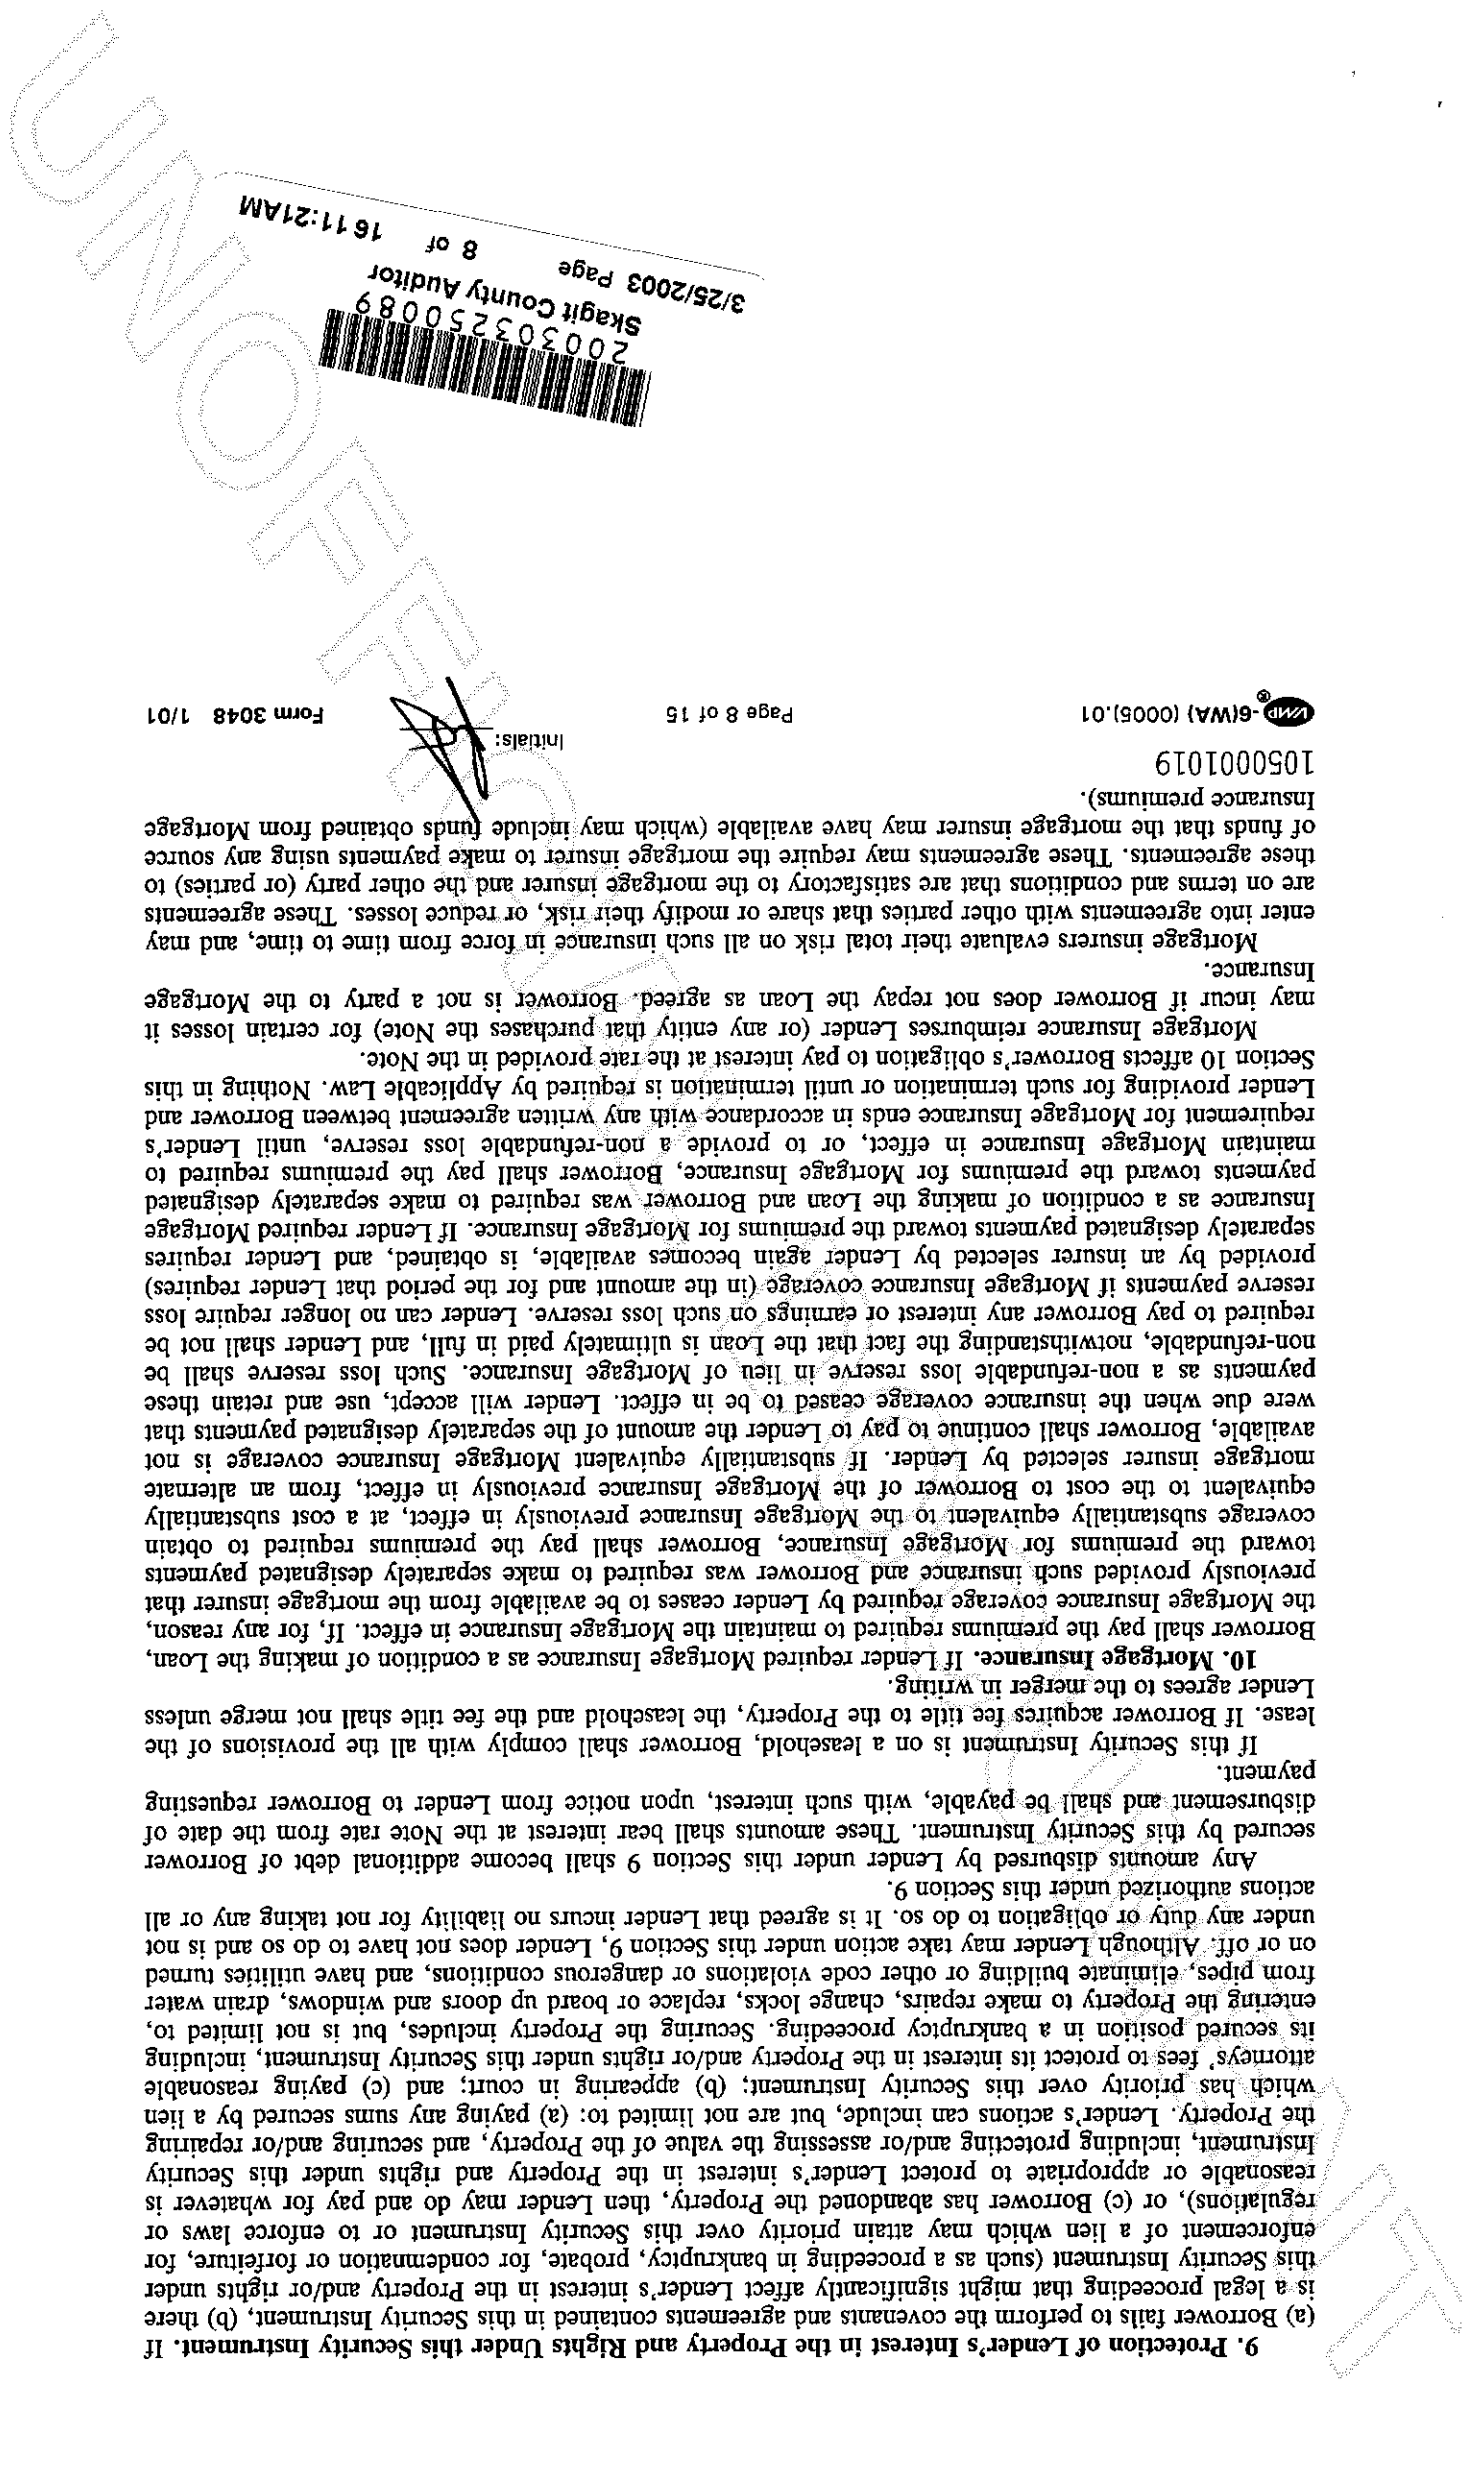 9. Protection of Lender's Interest in the Property and Rights Under this Security Instrument. If
(a) Borrower fails to perform the covenants and agreements contained in this Security Instrument, (b) there
is a legal proceeding that might significantly affect Lender's interest in the Property and/or rights under
this Security Instrument (such as a proceeding in bankruptcy, probate, for condemnation or forfeiture, for
enforcement of a lien which may attain priority over this Security Instrument or to enforce laws or
regulations), or (c) Borrower has abandoned the Property, then Lender may do and pay for whatever is
reasonable or appropriate to protect Lender's interest in the Property and rights under this Security
Instrument, including protecting and/or assessing the value of the Property, and securing and/or repairing
the Property. Lender's actions can include, but are not limited to: (a) paying any sums secured by a lien
which has priority over this Security Instrument; (b) appearing in court; and (c) paying reasonable
attorneys' fees to protect its interest in the Property and/or rights under this Security Instrument, including
its secured position in a bankruptcy proceeding. Securing the Property includes, but is not limited to,
entering the Property to make repairs, change locks, replace or board up doors and windows, drain water
from pipes, eliminate building or other code violations or dangerous conditions, and have utilities turned
on or off. Although Lender may take action under this Section 9, Lender does not have to do so and is not
under any duty or obligation to do so. It is agreed that Lender incurs no liability for not taking any or all
actions authorized under this Section 9.
Any amounts disbursed by Lender under this Section 9 shall become additional debt of Borrower
secured by this Security Instrument. These amounts shall bear interest at the Note rate from the date of
disbursement and shall be payable, with such interest, upon notice from Lender to Borrower requesting
payment.
If this Security Instrument is on a leasehold, Borrower shall comply with all the provisions of the
lease. If Borrower acquires fee title to the Property, the leasehold and the fee title shall not merge unless
Lender agrees to the merger in writing.
10. Mortgage Insurance. If Lender required Mortgage Insurance as a condition of making the Loan,
Borrower shall pay the premiums required to maintain the Mortgage Insurance in effect. If, for any reason,
the Mortgage Insurance coverage required by Lender ceases to be available from the mortgage insurer that
previously provided such insurance and Borrower was required to make separately designated payments
toward the premiums for Mortgage Insurance, Borrower shall pay the premiums required to obtain
coverage substantially equivalent to the Mortgage Insurance previously in effect, at a cost substantially
equivalent to the cost to Borrower of the Mortgage Insurance previously in effect, from an alternate
mortgage insurer selected by Lender. If substantially equivalent Mortgage Insurance coverage is not
available, Borrower shall continue to pay to Lender the amount of the separately designated payments that
were due when the insurance coverage ceased to be in effect. Lender will accept, use and retain these
payments as a non-refundable loss reserve in lieu of Mortgage Insurance. Such loss reserve shall be
non-refundable, notwithstanding the fact that the Loan is ultimately paid in full, and Lender shall not be
required to pay Borrower any interest or earnings on such loss reserve. Lender can no longer require loss
reserve payments if Mortgage Insurance coverage (in the amount and for the period that Lender requires)
provided by an insurer selected by Lender again becomes available, is obtained, and Lender requires
separately designated payments toward the premiums for Mortgage Insurance. If Lender required Mortgage
Insurance as a condition of making the Loan and Borrower was required to make separately designated
payments toward the premiums for Mortgage Insurance, Borrower shall pay the premiums required to
maintain Mortgage Insurance in effect, or to provide a non-refundable loss reserve, until Lender's
requirement for Mortgage Insurance ends in accordance with any written agreement between Borrower and
Lender providing for such termination or until termination is required by Applicable Law. Nothing in this
Section 10 affects Borrower's obligation to pay interest at the rate provided in the Note.
Mortgage Insurance reimburses Lender (or any entity that purchases the Note) for certain losses it
may incur if Borrower does not repay the Loan as agreed. Borrower is not a party to the Mortgage
Insurance.
Mortgage insurers evaluate their total risk on all such insurance in force from time to time, and may
enter into agreements with other parties that share or modify their risk, or reduce losses. These agreements
are on terms and conditions that are satisfactory to the mortgage insurer and the other party (or parties) to
these agreements. These agreements may require the mortgage insurer to make payments using any source
of funds that the mortgage insurer may have available (which may include funds obtained from Mortgage
Insurance premiums).
1050001019
Initials:
VMP®-6(WA) (0005).01 Page 8 of 15 Form 3048 1/01
200303250089
Skagit County Auditor
3/25/2003 Page 8 of 16 11:21AM
UNOFFICIAL DOCUMENT